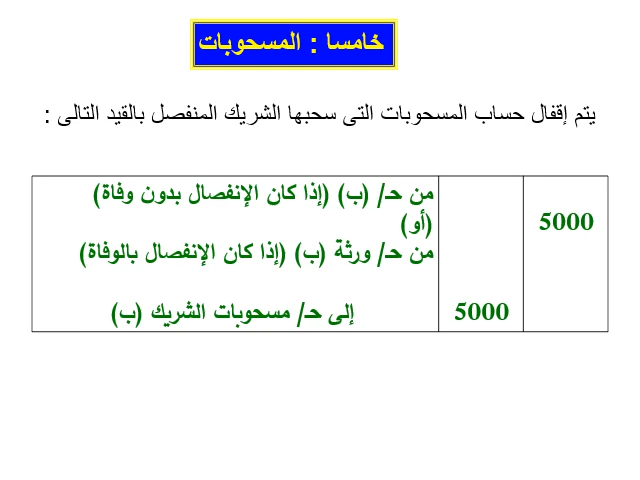 خامسا : المسحوبات
يتم إقفال حساب المسحوبات التى سحبها الشريك المنفصل بالقيد التالى :
من حـ/ (ب) (إذا كان الإنفصال بدون وفاة)
5000
(أو)
من حـ/ ورثة (ب) (إذا كان الإنفصال بالوفاة)
5000
إلى حـ/ مسحوبات الشريك (ب)